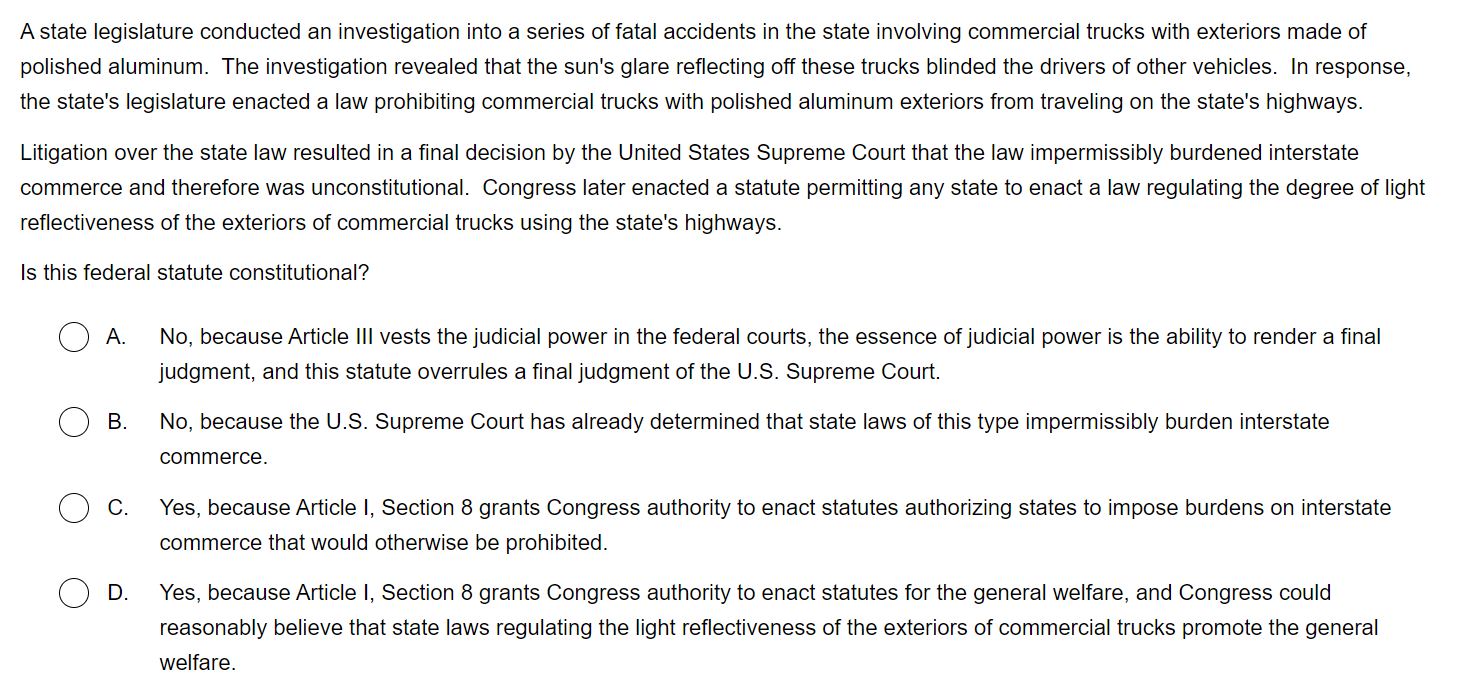 A state legislature conducted an investigation into a series of fatal accidents in the state involving commercial trucks with exteriors made of
polished aluminum.  The investigation revealed that the sun's glare reflecting off these trucks blinded the drivers of other vehicles.  In response,
the state's legislature enacted a law prohibiting commercial trucks with polished aluminum exteriors from traveling on the state's highways.
Litigation over the state law resulted in a final decision by the United States Supreme Court that the law impermissibly burdened interstate
commerce and therefore was unconstitutional.  Congress later enacted a statute permitting any state to enact a law regulating the degree of light
reflectiveness of the exteriors of commercial trucks using the state's highways.
Is this federal statute constitutional?
A. No, because Article III vests the judicial power in the federal courts, the essence of judicial power is the ability to render a final
judgment, and this statute overrules a final judgment of the U.S. Supreme Court.
B. No, because the U.S. Supreme Court has already determined that state laws of this type impermissibly burden interstate
commerce.
C. Yes, because Article I, Section 8 grants Congress authority to enact statutes authorizing states to impose burdens on interstate
commerce that would otherwise be prohibited.
D. Yes, because Article I, Section 8 grants Congress authority to enact statutes for the general welfare, and Congress could
reasonably believe that state laws regulating the light reflectiveness of the exteriors of commercial trucks promote the general
welfare.